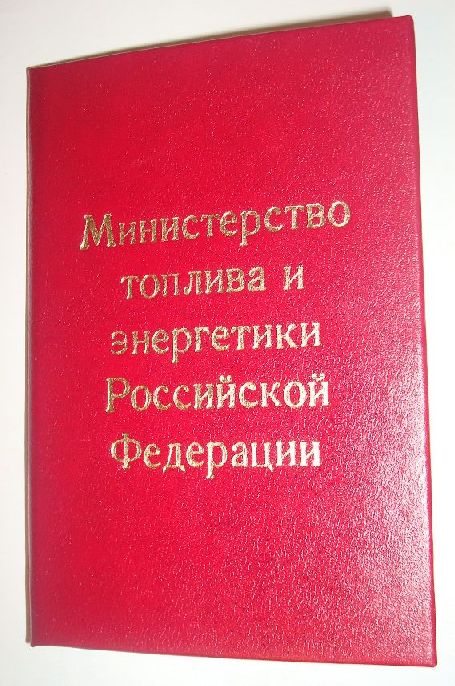 Министерство
топлива и
энергетики
Российской
Федерации